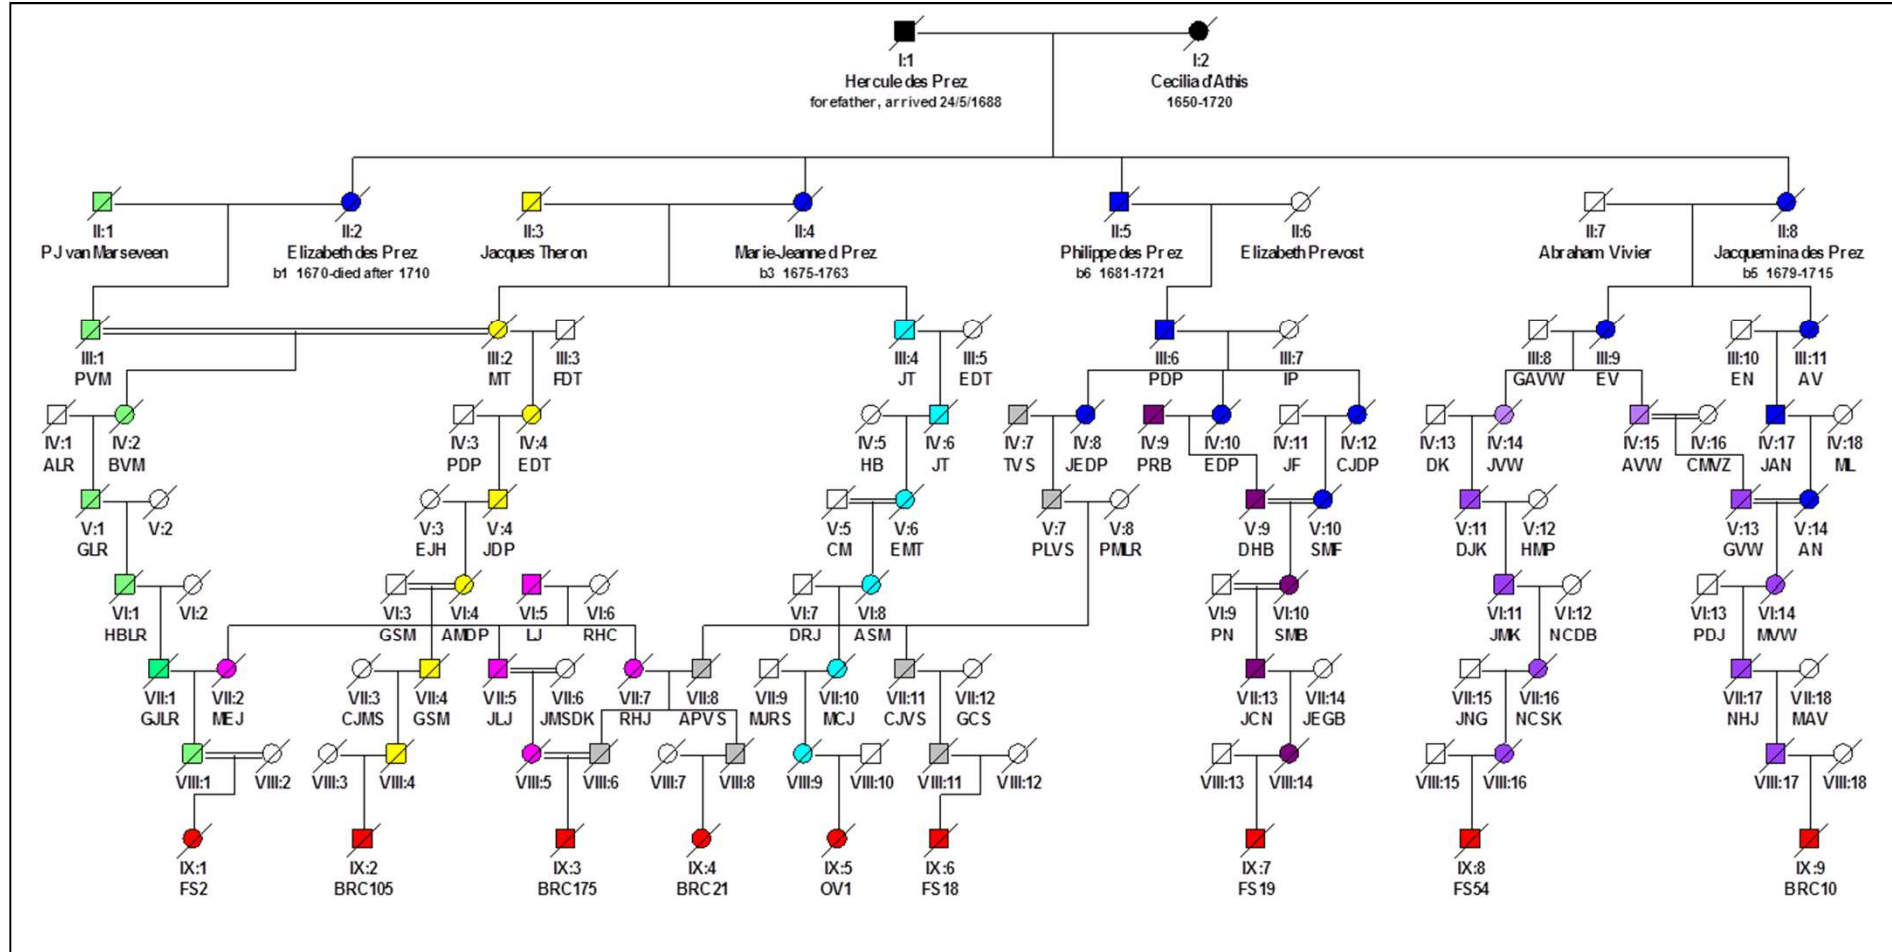 I:1 I:2
Hercule des Prez Cecilia d'Athis
forefather, arrived 24/5/1688 1650-1720
II:1 II:2 II:3 II:4 II:5 II:6 II:7 II:8
PJ van Marseveen Elizabeth des Prez Jacques Theron Marie-Jeanne d Prez Philippe des Prez Elizabeth Prevost Abraham Vivier Jacquemina des Prez
b1 1670-died after 1710 b3 1675-1763 b6 1681-1721 b5 1679-1715
III:1 III:2 III:3 III:4 III:5 III:6 III:7 III:8 III:9 III:10 III:11
PVM MT FDT JT EDT PDP IP GAVW EV EN AV
IV:1 IV:2 IV:3 IV:4 IV:5 IV:6 IV:7 IV:8 IV:9 IV:10 IV:11 IV:12 IV:13 IV:14 IV:15 IV:16 IV:17 IV:18
ALR BVM PDP EDT HB JT TVS JEDP PRB EDP JF CJDP DK JVW AVW CMVZ JAN ML
V:1 V:2 V:3 V:4 V:5 V:6 V:7 V:8 V:9 V:10 V:11 V:12 V:13 V:14
GLR EJH JDP CM EMT PLVS PMLR DHB SMF DJK HMP GVW AN
VI:1 VI:2 VI:3 VI:4 VI:5 VI:6 VI:7 VI:8 VI:9 VI:10 VI:11 VI:12 VI:13 VI:14
HBLR GSM AMDP LJ RHC DRJ ASM PN SMB JMK NCDB PDJ MVW
VII:1 VII:2 VII:3 VII:4 VII:5 VII:6 VII:7 VII:8 VII:9 VII:10 VII:11 VII:12 VII:13 VII:14 VII:15 VII:16 VII:17 VII:18
GJLR MEJ CJMS GSM JLJ JMSDK RHJ APVS MJRS MCJ CJVS GCS JCN JEGB JNG NCSK NHJ MAV
VIII:1 VIII:2 VIII:3 VIII:4 VIII:5 VIII:6 VIII:7 VIII:8 VIII:9 VIII:10 VIII:11 VIII:12 VIII:13 VIII:14 VIII:15 VIII:16 VIII:17 VIII:18
IX:1 IX:2 IX:3 IX:4 IX:5 IX:6 IX:7 IX:8 IX:9
FS2 BRC105 BRC175 BRC21 OV1 FS18 FS19 FS54 BRC10